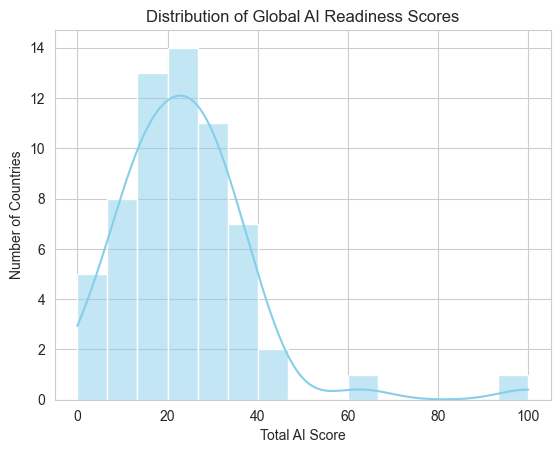 Distribution of Global AI Readiness Scores
14
12
10
8
6
4
2
0
Number of Countries
0 20 40 60 80 100
Total AI Score